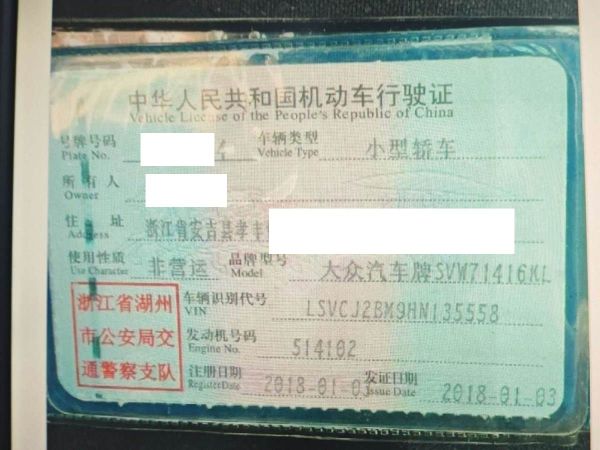 中华人民共和国机动车行驶证
Vehicle License of the People's Republic of China
号牌号码 车辆类型 小型轿车
Plate No. Vehicle Type
所有人
Owner
住址 浙江省安吉县孝丰
Address
使用性质 非营运 品牌型号 大众汽车牌SVW71416ML
Use Character Model
浙江省湖州 车辆识别代号 LSVCJ2BM9HN135558
VIN
市公安局交 发动机号码 514102
Engine No.
通警察支队 注册日期 2018-01-03 发证日期 2018-01-03
Register Date Issue Date